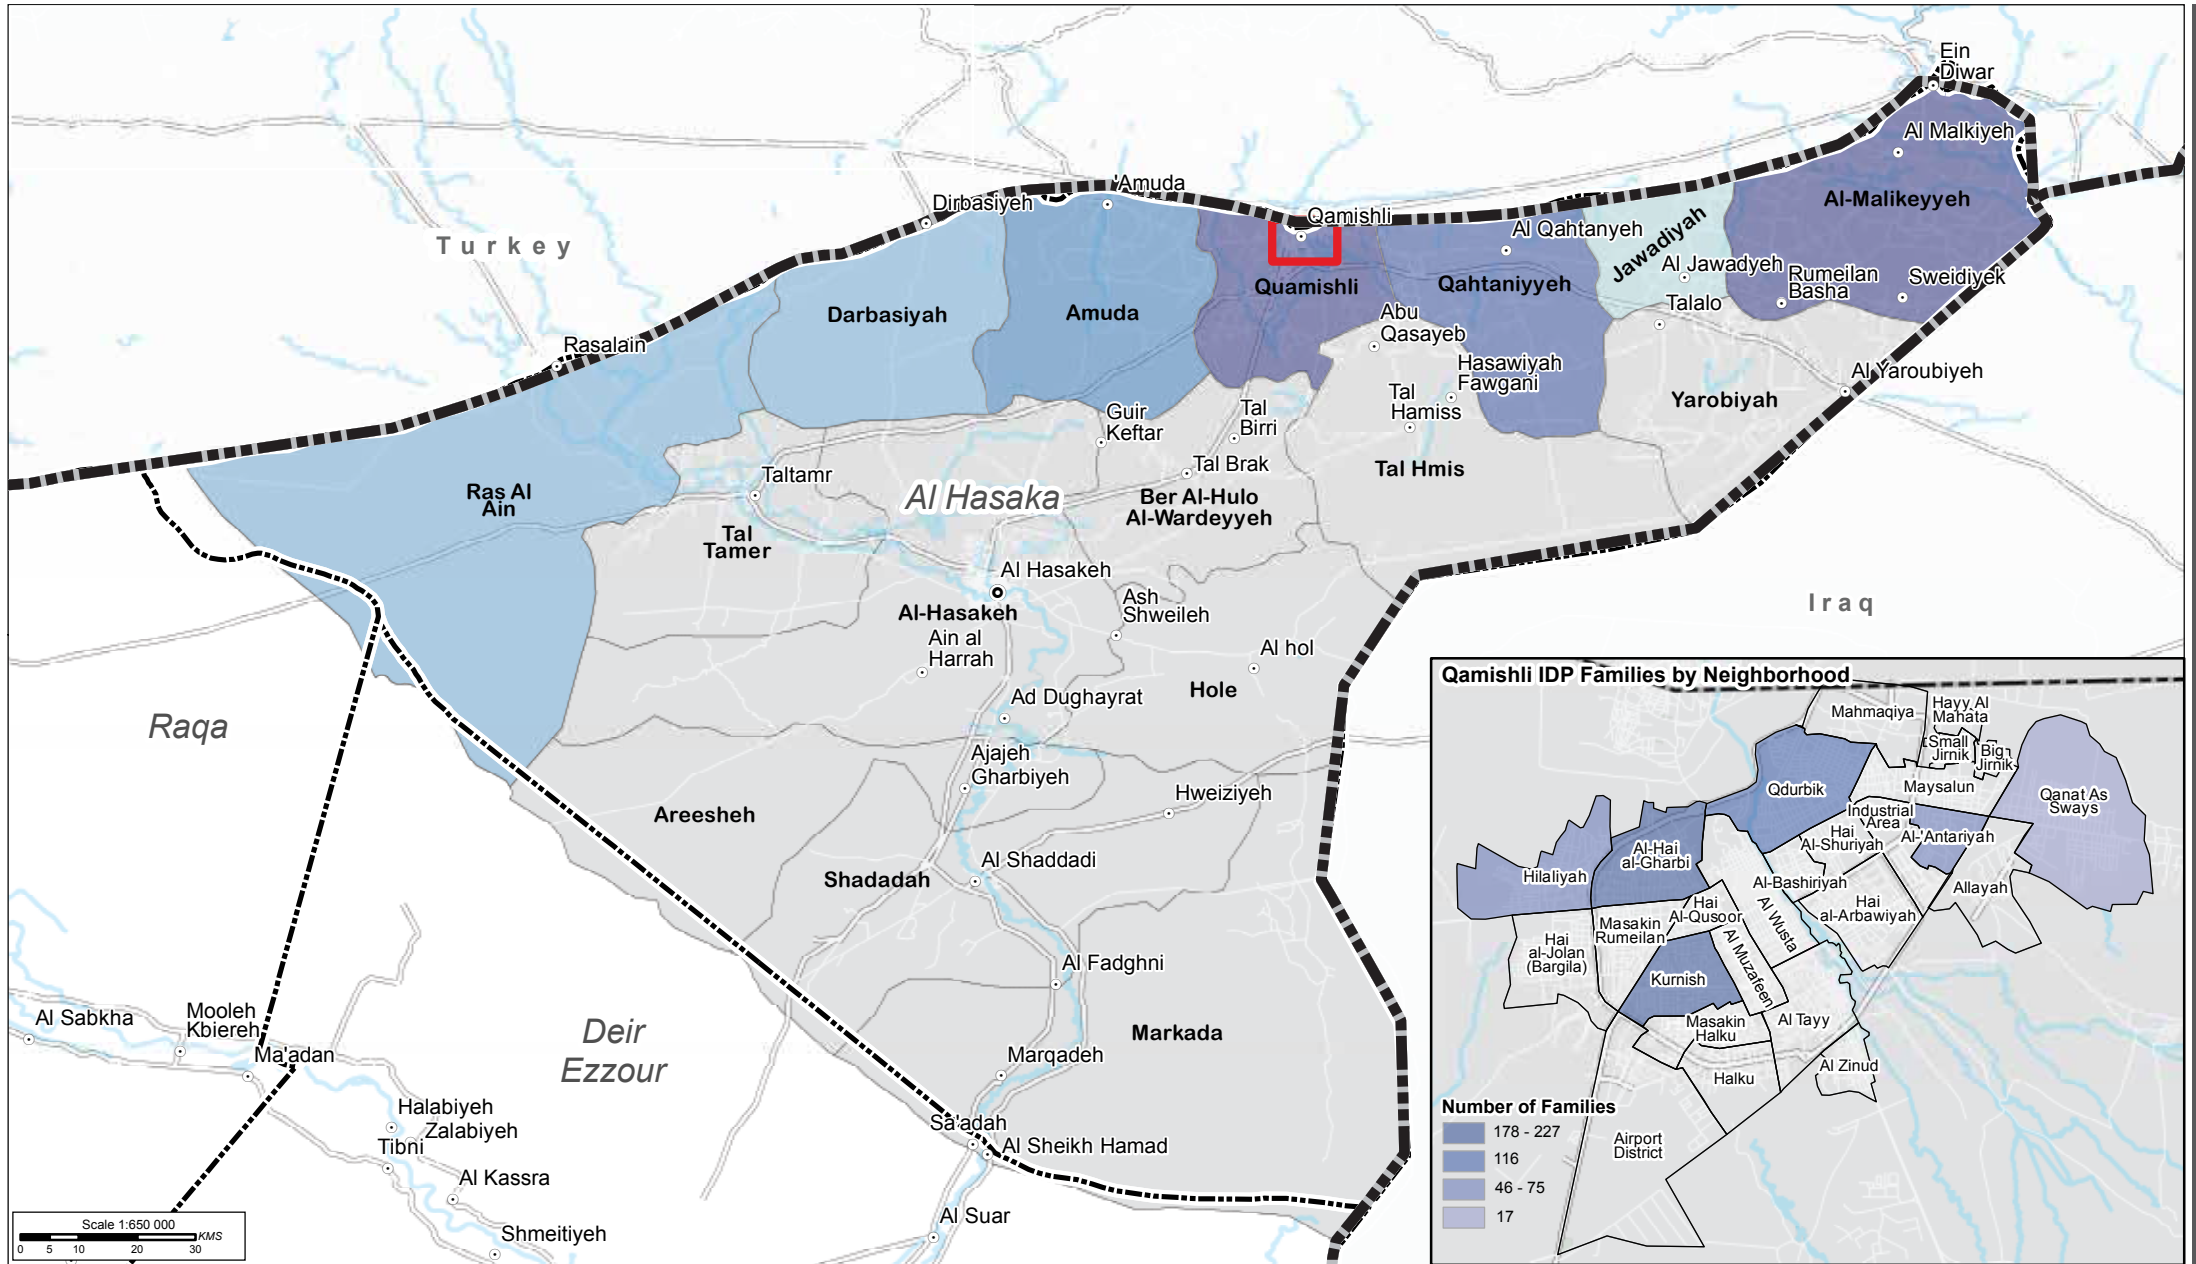 Ein
Diwar
Al Malkiyeh
'Amuda
Dirbasiyeh
Qamishli
Al-Malikeyyeh
Turkey
Al Qahtanyeh
Jawadiyah
Al Jawadyeh
Rumeilan
Basha
Sweidiyek
Quamishli
Qahtaniyyeh
Darbasiyah
Amuda
Talalo
Abu
Qasayeb
Rasalain
Hasawiyah
Fawgani
Al Yaroubiyeh
Tal
Hamiss
Yarobiyah
Guir
Keftar
Tal
Birri
Taltamr
Tal Brak
Tal Hmis
Ras Al
Ain
Al Hasaka
Ber Al-Hulo
Al-Wardeyyeh
Tal
Tamer
Al Hasakeh
Al-Hasakeh
Ash
Shweileh
Iraq
Ain al
Harrah
Al hol
Hole
Ad Dughayrat
Raqa
Ajajeh
Gharbiyeh
Hweiziyeh
Areesheh
Al Shaddadi
Shadadah
Al Fadghni
Markada
Al Sabkha
Mooleh
Kbiereh
Ma'adan
Deir
Ezzour
Marqadeh
Halabiyeh
Zalabiyeh
Tibni
Sa'adah
Al Sheikh Hamad
Al Kassra
Al Suar
Shmeitiyeh
Scale 1:650 000
KMS
0 5 10 20 30
Qamishli IDP Families by Neighborhood
Mahmaqiya
Hayy Al
Mahata
Small
Jirnik
Big
Jirnik
Qdurbik
Maysalun
Qanat As
Sways
Industrial
Area
Hai
Al-Shuriyah
Al-'Antariyah
Al-Hai
al-Gharbi
Hilaliyah
Al-Bashiriyah
Allayah
Hai
al-Arbawiyah
Hai
Al-Qusoor
Al Wusta
Masakin
Rumeilan
Hai
al-Jolan
(Bargila)
Al Muzafeen
Kurnish
Masakin
Halku
Al Tayy
Halku
Al Zinud
Airport
District
Number of Families
178 - 227
116
46 - 75
17